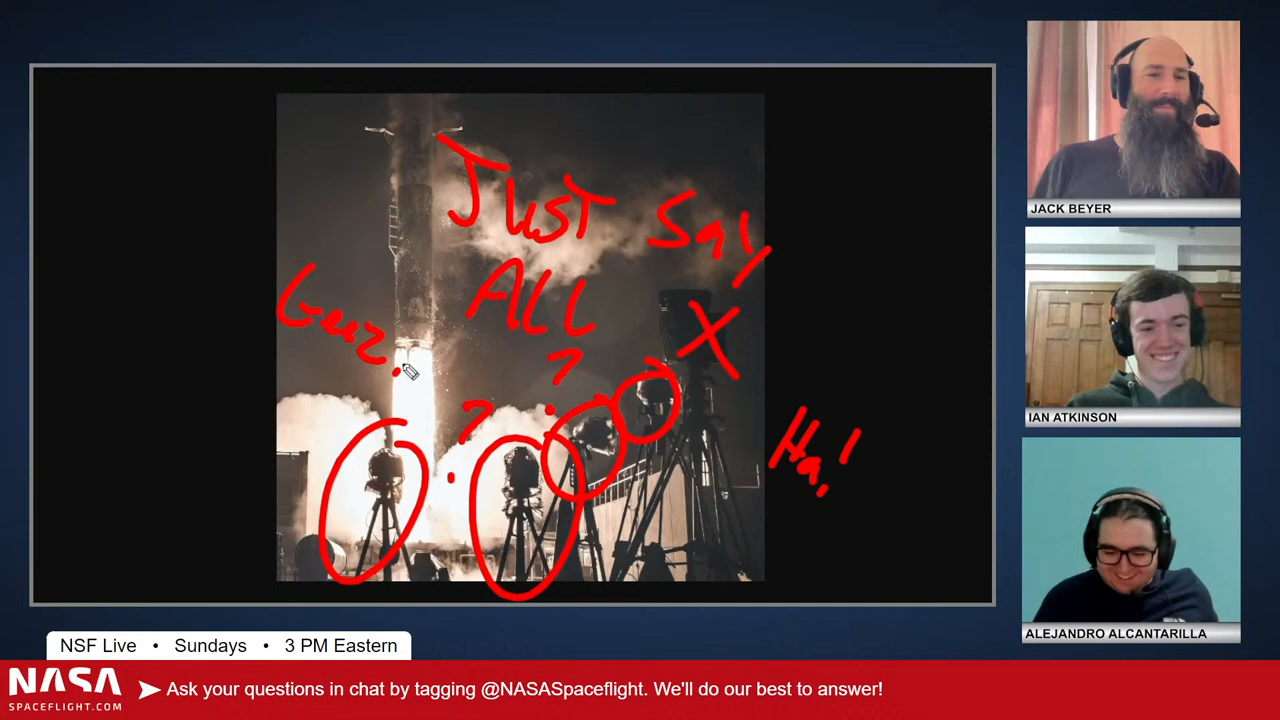 JUST SAY
ALL
Geez.
?
?
X
Ha!
JACK BEYER
IAN ATKINSON
ALEJANDRO ALCANTARILLA
NSF Live • Sundays • 3 PM Eastern
NASA
SPACEFLIGHT.COM
Ask your questions in chat by tagging @NASASpaceflight. We'll do our best to answer!